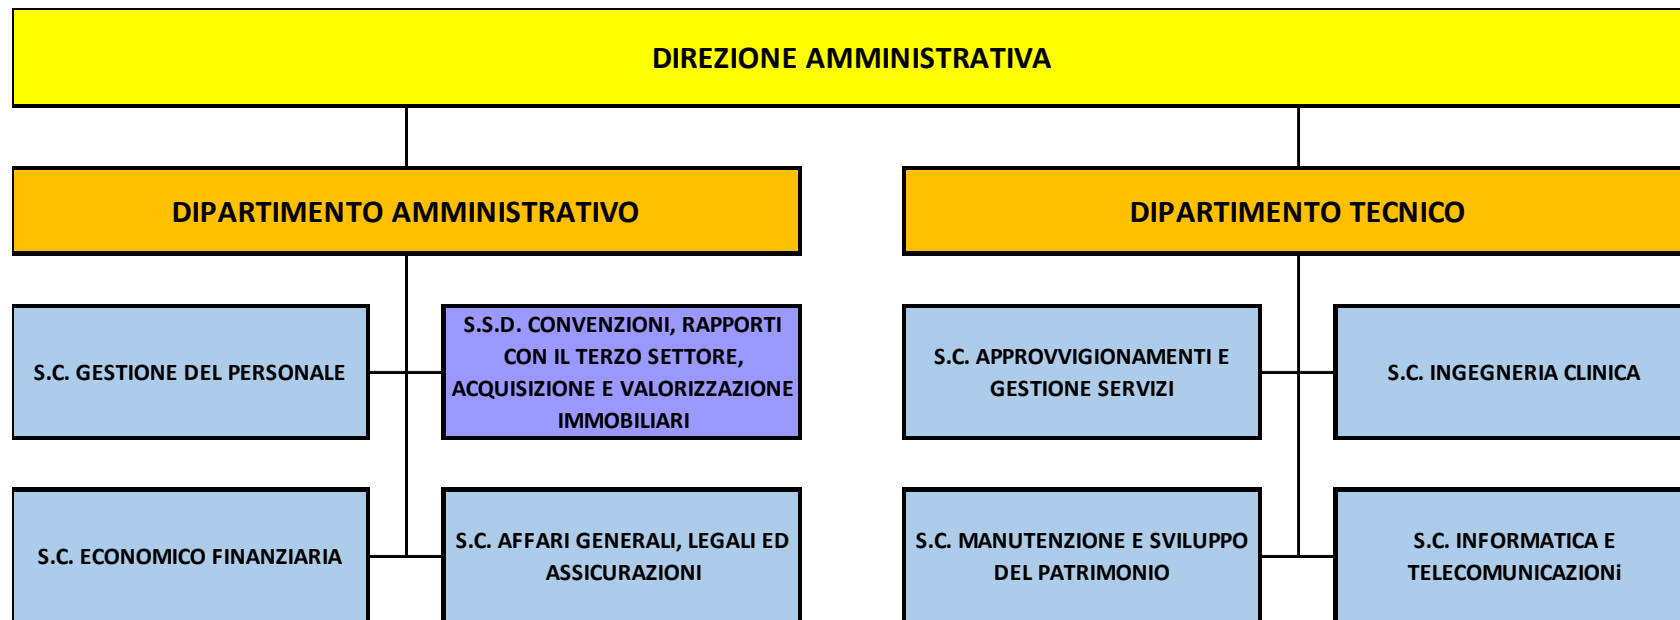 DIREZIONE AMMINISTRATIVA
DIPARTIMENTO AMMINISTRATIVO
DIPARTIMENTO TECNICO
S.C. GESTIONE DEL PERSONALE
S.S.D. CONVENZIONI, RAPPORTI
CON IL TERZO SETTORE,
ACQUISIZIONE E VALORIZZAZIONE
IMMOBILIARI
S.C. APPROVVIGIONAMENTI E
GESTIONE SERVIZI
S.C. INGEGNERIA CLINICA
S.C. ECONOMICO FINANZIARIA
S.C. AFFARI GENERALI, LEGALI ED
ASSICURAZIONI
S.C. MANUTENZIONE E SVILUPPO
DEL PATRIMONIO
S.C. INFORMATICA E
TELECOMUNICAZIONi